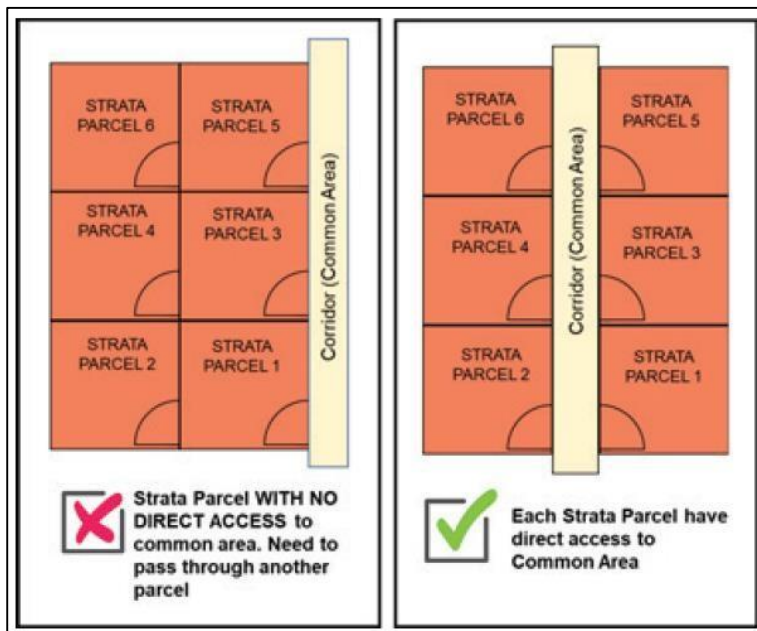 STRATA
PARCEL 6
STRATA
PARCEL 5
STRATA
PARCEL 4
STRATA
PARCEL 3
STRATA
PARCEL 2
STRATA
PARCEL 1
Corridor (Common Area)
Strata Parcel WITH NO
DIRECT ACCESS to
common area. Need to
pass through another
parcel
STRATA
PARCEL 6
STRATA
PARCEL 5
STRATA
PARCEL 4
STRATA
PARCEL 3
STRATA
PARCEL 2
STRATA
PARCEL 1
Corridor (Common Area)
Each Strata Parcel have
direct access to
Common Area